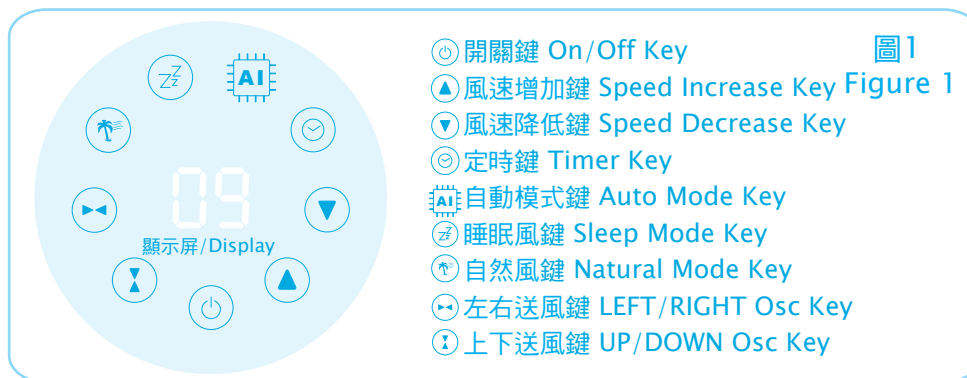 AI
09
顯示屏/Display
圖1
Figure 1
開關鍵 On/Off Key
風速增加鍵 Speed Increase Key
風速降低鍵 Speed Decrease Key
定時鍵 Timer Key
AI 自動模式鍵 Auto Mode Key
睡眠風鍵 Sleep Mode Key
自然風鍵 Natural Mode Key
左右送風鍵 LEFT/RIGHT Osc Key
上下送風鍵 UP/DOWN Osc Key